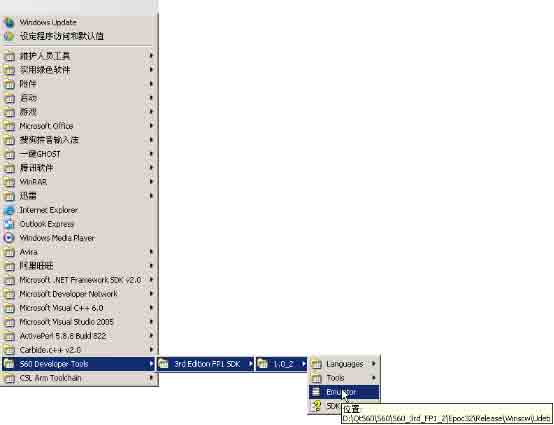 Windows Update
设定程序访问和默认值
维护人员工具
实用绿色软件
附件
启动
游戏
Microsoft Office
搜狗拼音输入法
一键GHOST
腾讯软件
WinRAR
迅雷
Internet Explorer
Outlook Express
Windows Media Player
Avira
阿里旺旺
Microsoft .NET Framework SDK v2.0
Microsoft Developer Network
Microsoft Visual C++ 6.0
Microsoft Visual Studio 2005
ActivePerl 5.8.8 Build 822
Carbide.c++ v2.0
S60 Developer Tools
3rd Edition FP1 SDK
1.0_2
CSL Arm Toolchain
Languages
Tools
Emulator
SDK
位置:
D:\QtS60\S60\S60_3rd_FP1_2\Epoc32\Release\Winscw\Udeb